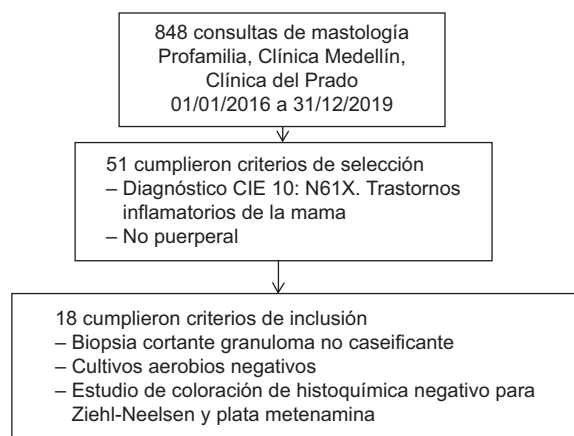 848 consultas de mastología
Profamilia, Clínica Medellín,
Clínica del Prado
01/01/2016 a 31/12/2019
51 cumplieron criterios de selección
– Diagnóstico CIE 10: N61X. Trastornos
inflamatorios de la mama
– No puerperal
18 cumplieron criterios de inclusión
– Biopsia cortante granuloma no caseificante
– Cultivos aerobios negativos
– Estudio de coloración de histoquímica negativo para
Ziehl-Neelsen y plata metenamina